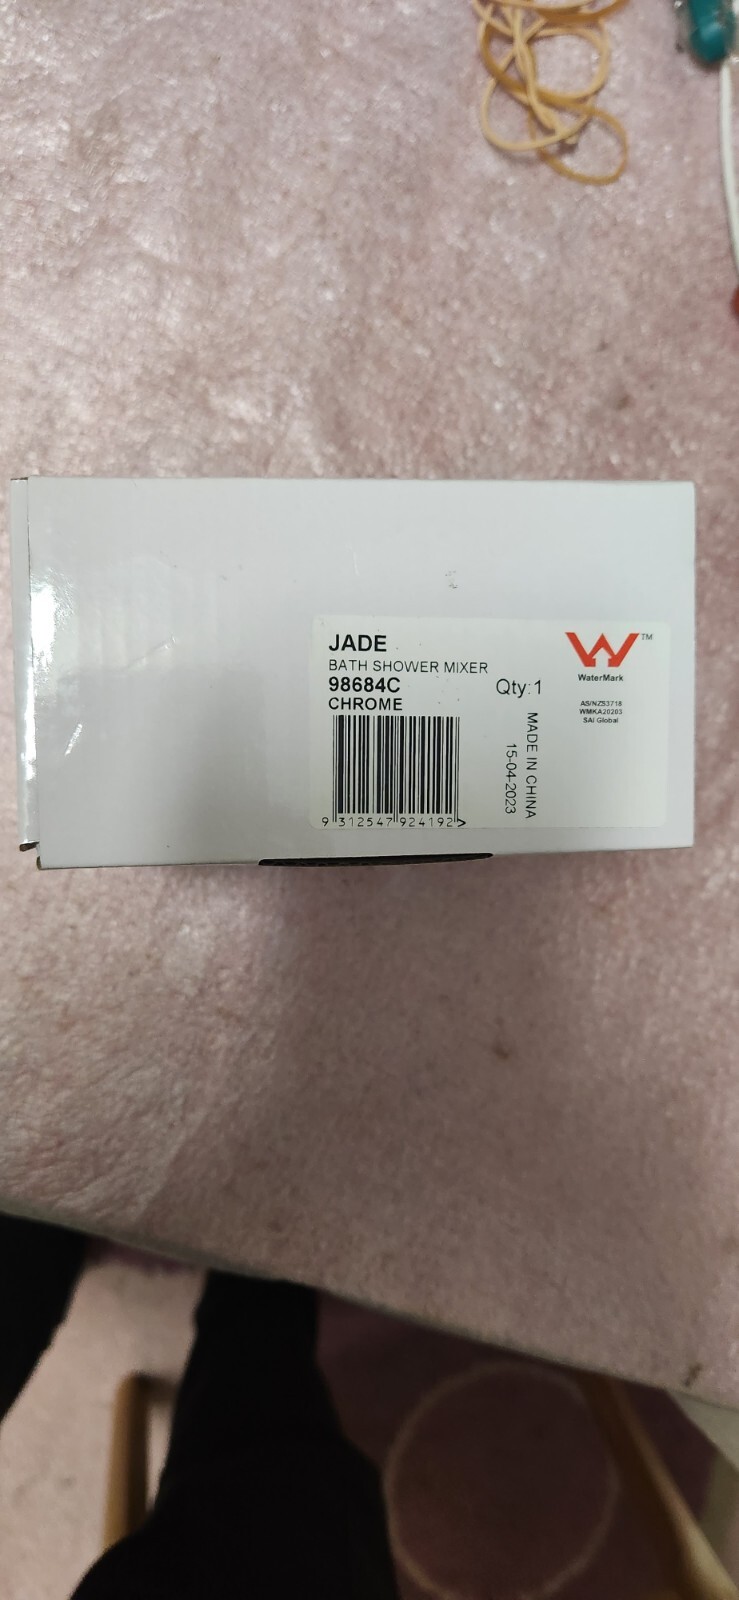 JADE
BATH SHOWER MIXER
98684C
Qty:1
CHROME
9 312547 924192 >
MADE IN CHINA
15-04-2023
W™
WaterMark
AS/NZS3718
WMKA20203
SAI Global